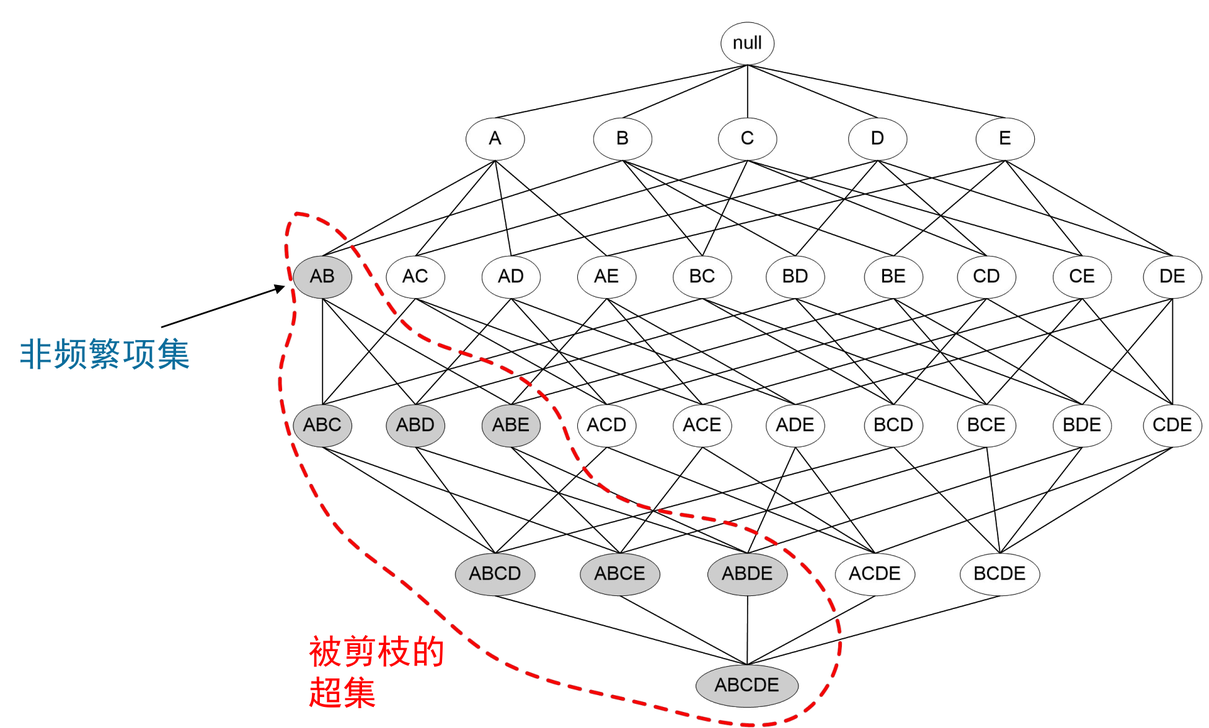 null
A B C D E
AB AC AD AE BC BD BE CD CE DE
非频繁项集
ABC ABD ABE ACD ACE ADE BCD BCE BDE CDE
ABCD ABCE ABDE ACDE BCDE
被剪枝的
超集
ABCDE